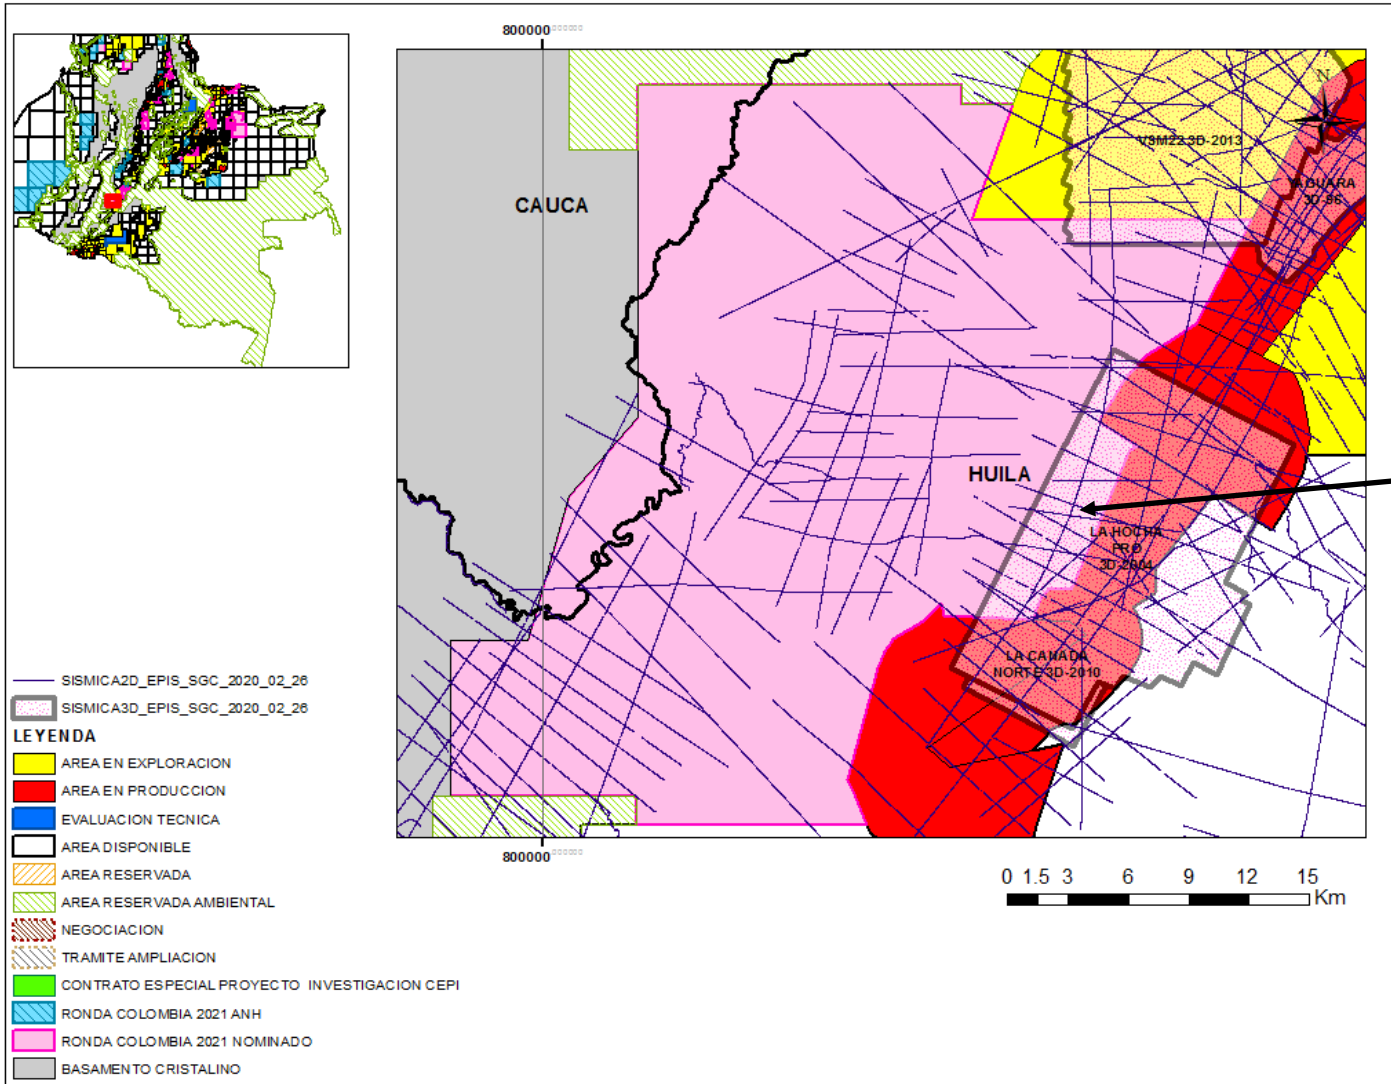 800000
N
VSM22 3D-2013
CAUCA
YAGUARA
3D-96
HUILA
LA HOCHA
PRO
3D-2004
LA CANADA
NORTE 3D-2010
SISMICA2D_EPIS_SGC_2020_02_26
SISMICA3D_EPIS_SGC_2020_02_26
LEYENDA
AREA EN EXPLORACION
AREA EN PRODUCCION
EVALUACION TECNICA
AREA DISPONIBLE
AREA RESERVADA
AREA RESERVADA AMBIENTAL
NEGOCIACION
TRAMITE AMPLIACION
CONTRATO ESPECIAL PROYECTO INVESTIGACION CEPI
RONDA COLOMBIA 2021 ANH
RONDA COLOMBIA 2021 NOMINADO
BASAMENTO CRISTALINO
800000
0 1.5 3 6 9 12 15
Km